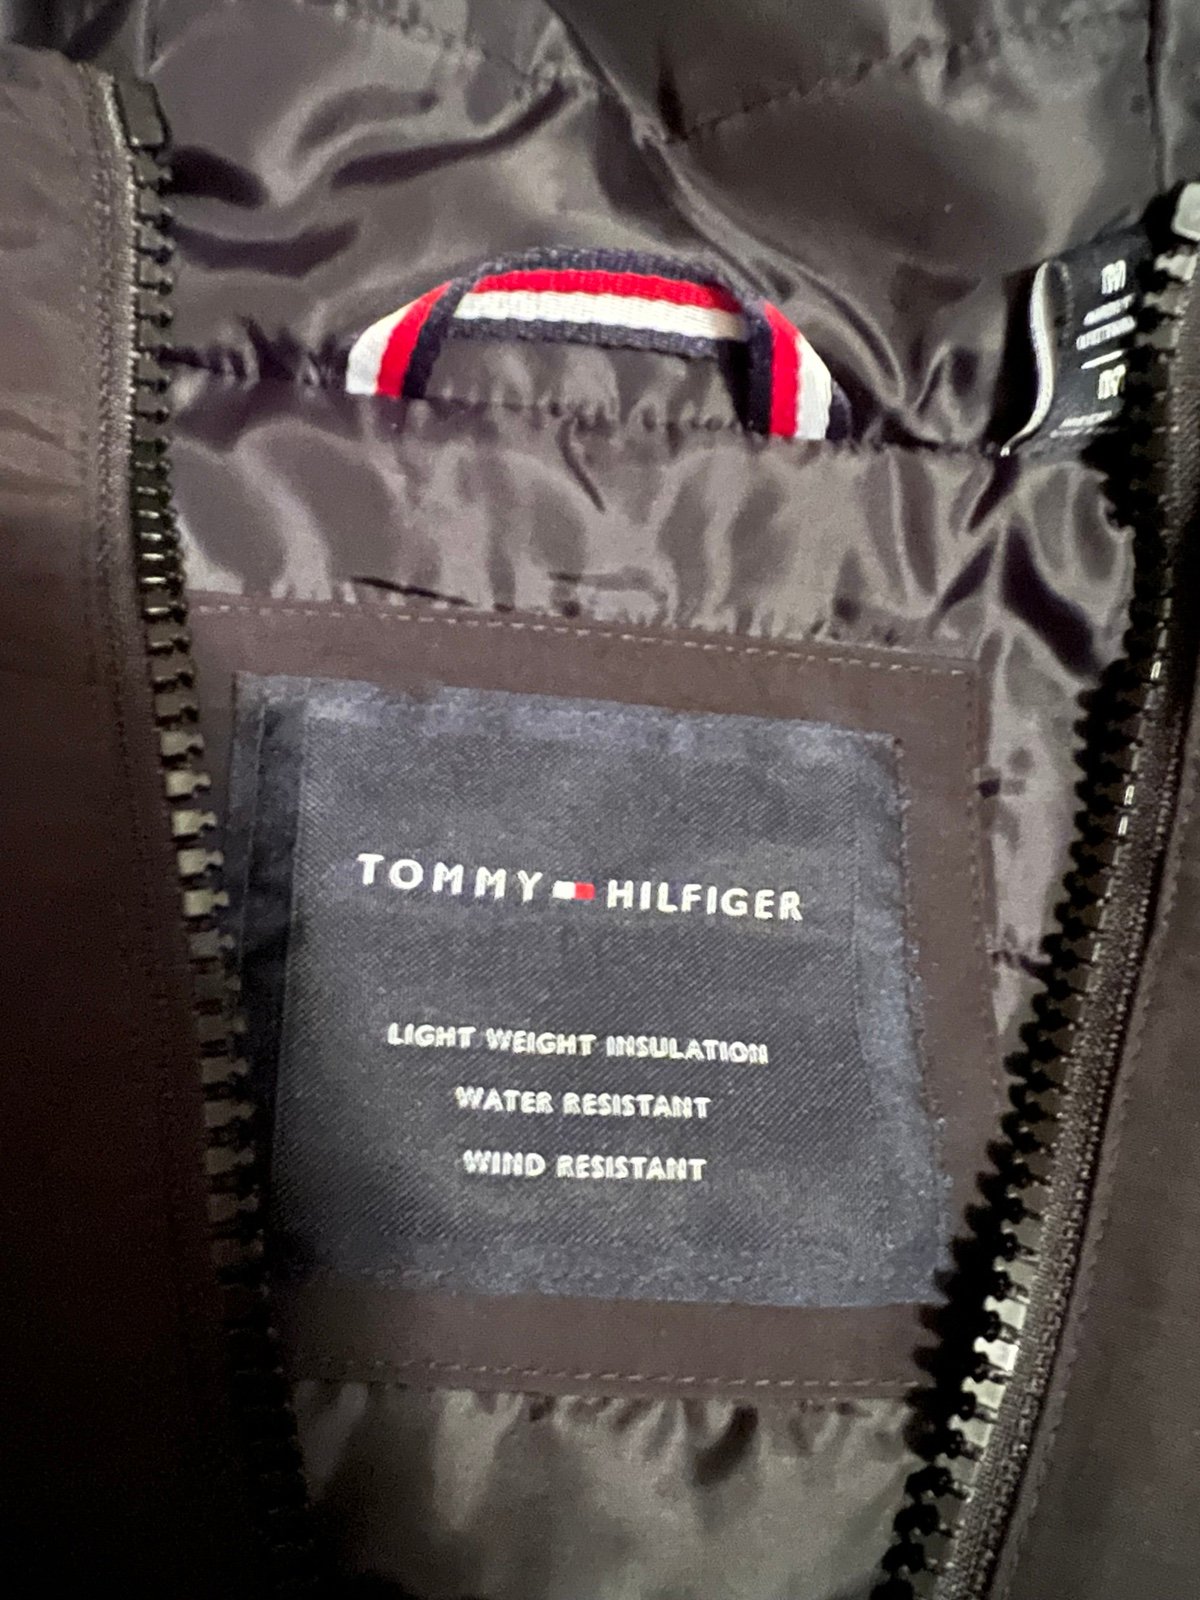 TOMMY HILFIGER
LIGHT WEIGHT INSULATION
WATER RESISTANT
WIND RESISTANT